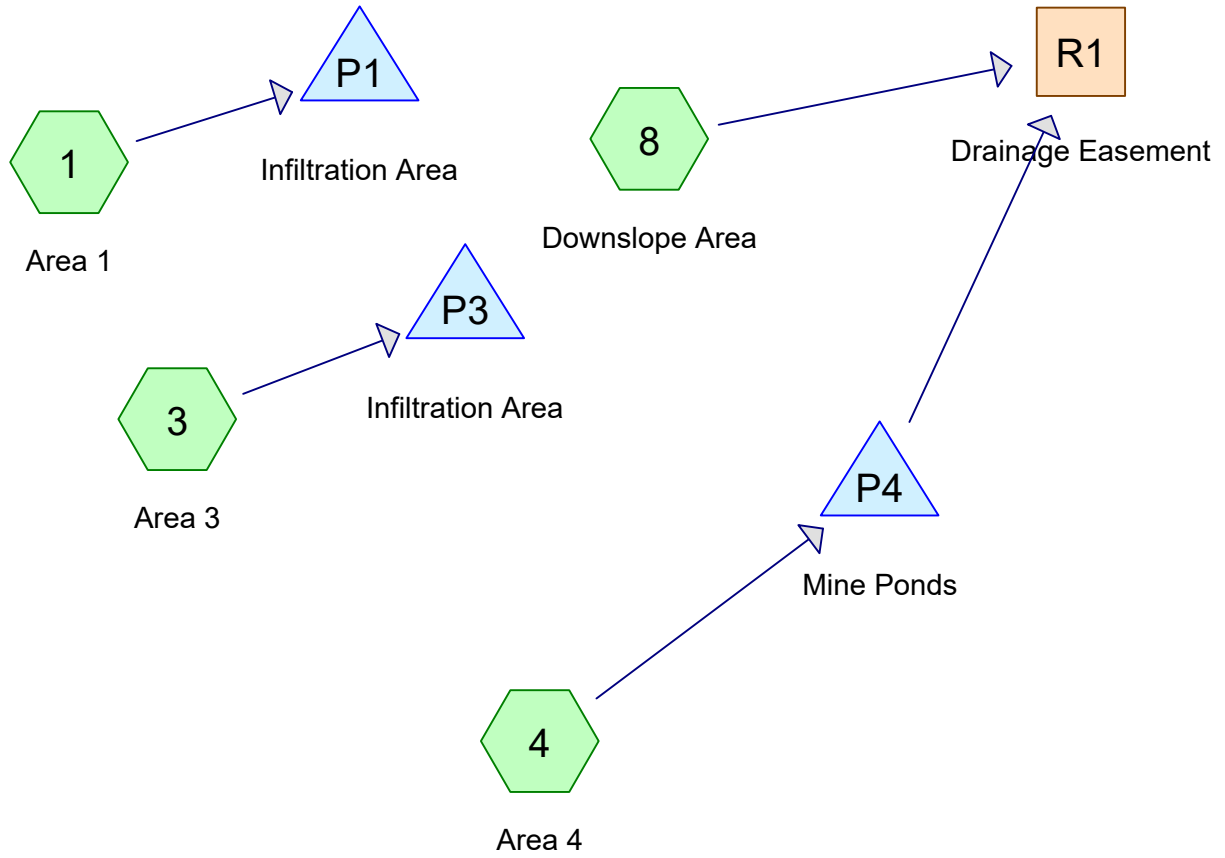 P1
Infiltration Area
1
Area 1
8
Downslope Area
R1
Drainage Easement
P3
Infiltration Area
3
Area 3
P4
Mine Ponds
4
Area 4